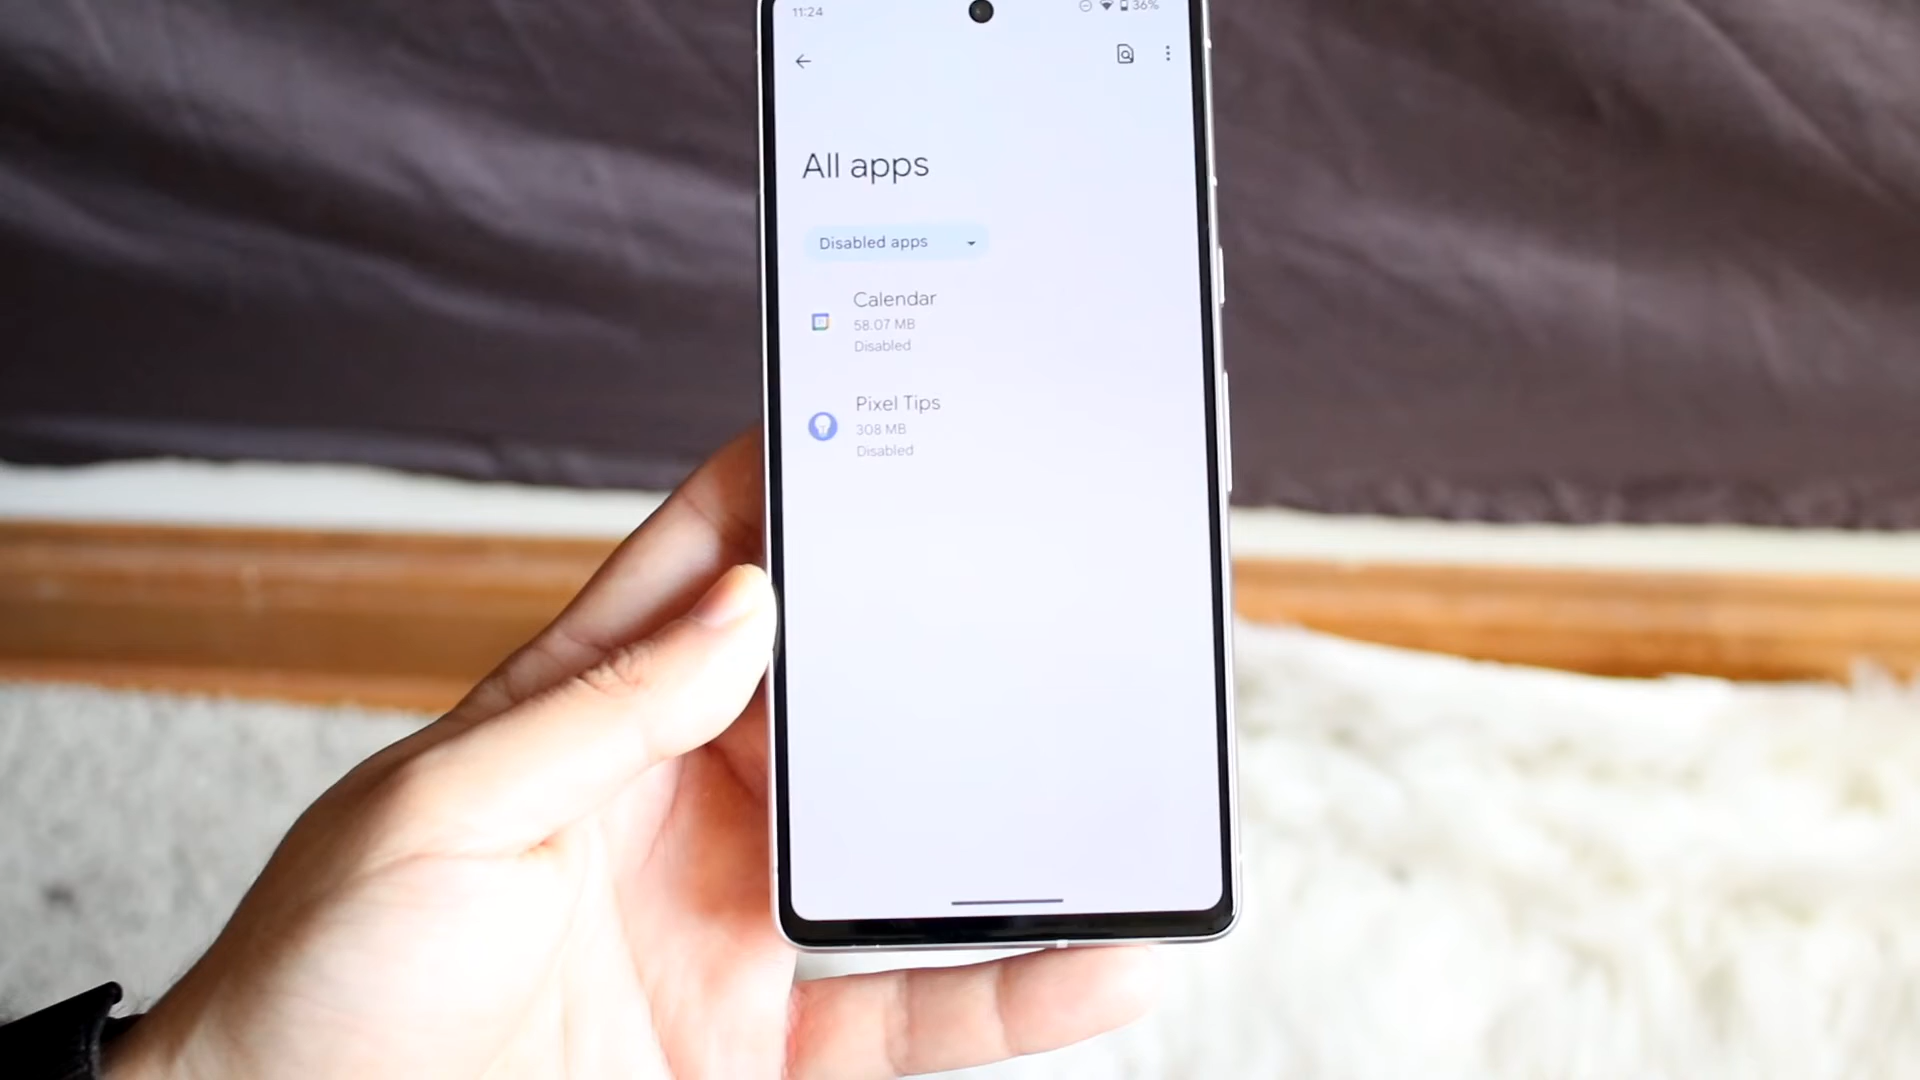 11:24
36%
All apps
Disabled apps
Calendar
58.07 MB
Disabled
Pixel Tips
308 MB
Disabled